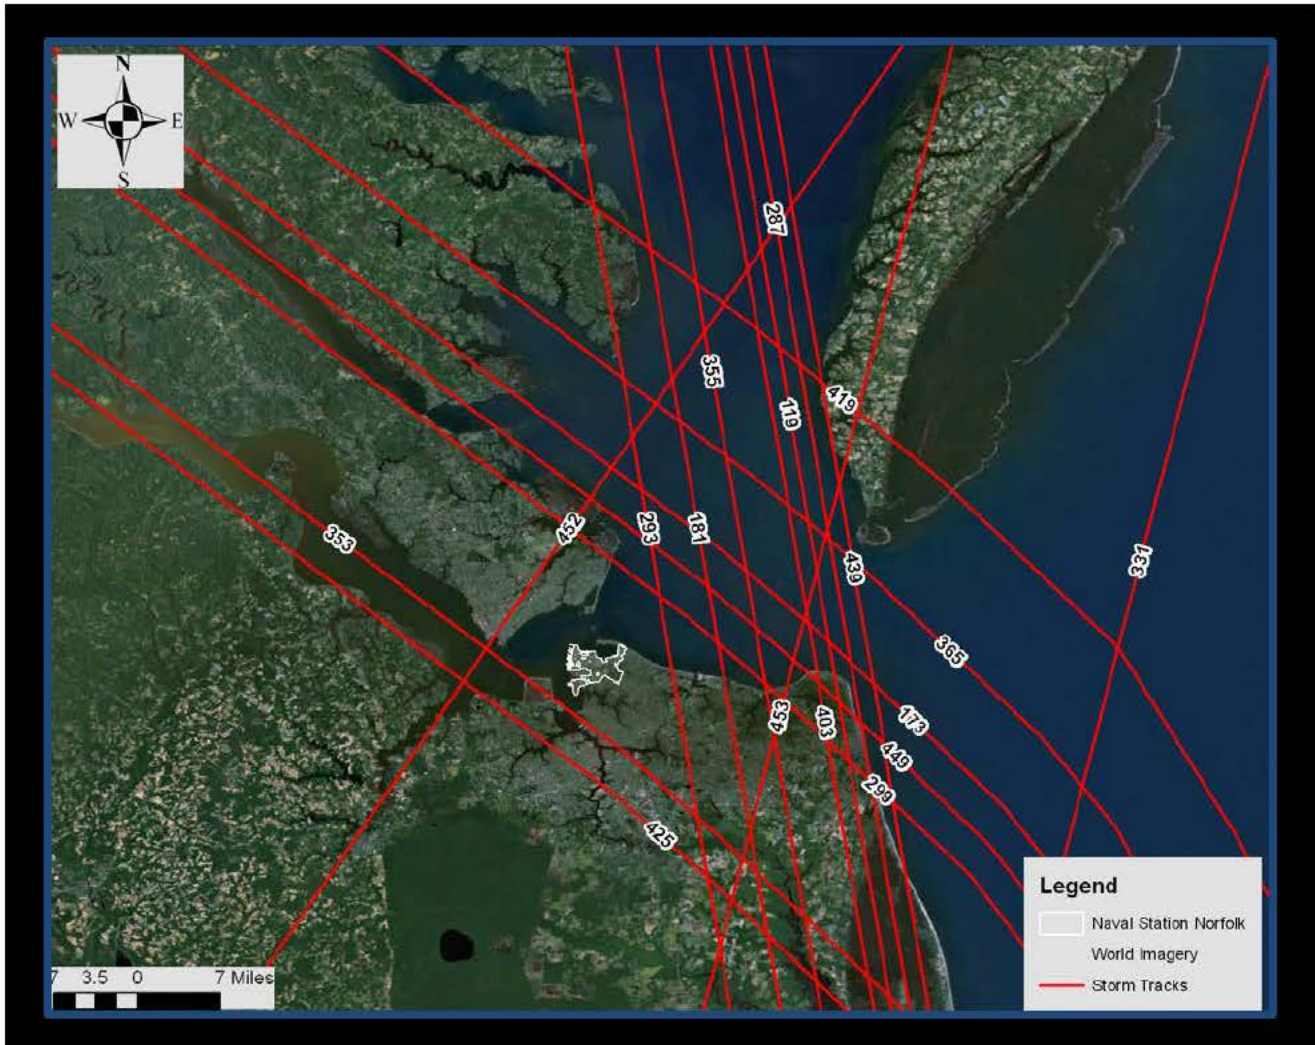 N
W E
S
287
355
119
419
452
293
181
353
439
331
365
453
403
173
449
299
425
Legend
Naval Station Norfolk
World Imagery
Storm Tracks
7 3.5 0 7 Miles